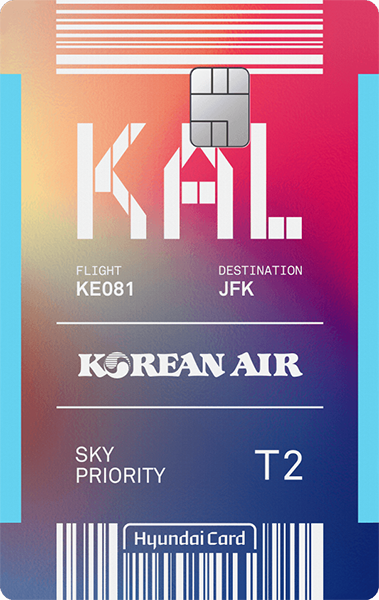 KAL
FLIGHT DESTINATION
KE081 JFK
KOREAN AIR
SKY
PRIORITY T2
Hyundai Card